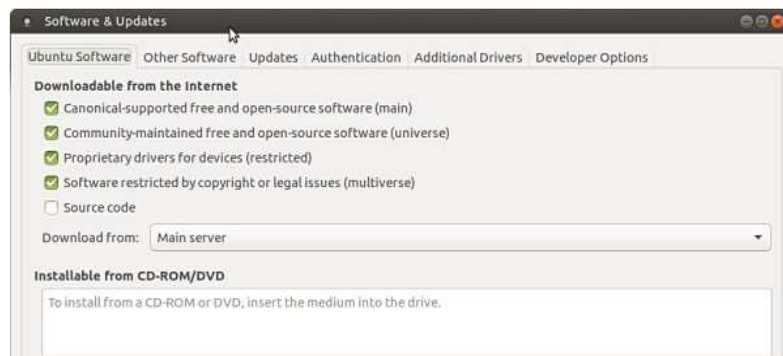 Software & Updates
Ubuntu Software Other Software Updates Authentication Additional Drivers Developer Options
Downloadable from the Internet
Canonical-supported free and open-source software (main)
Community-maintained free and open-source software (universe)
Proprietary drivers for devices (restricted)
Software restricted by copyright or legal issues (multiverse)
Source code
Download from: Main server
Installable from CD-ROM/DVD
To install from a CD-ROM or DVD, insert the medium into the drive.